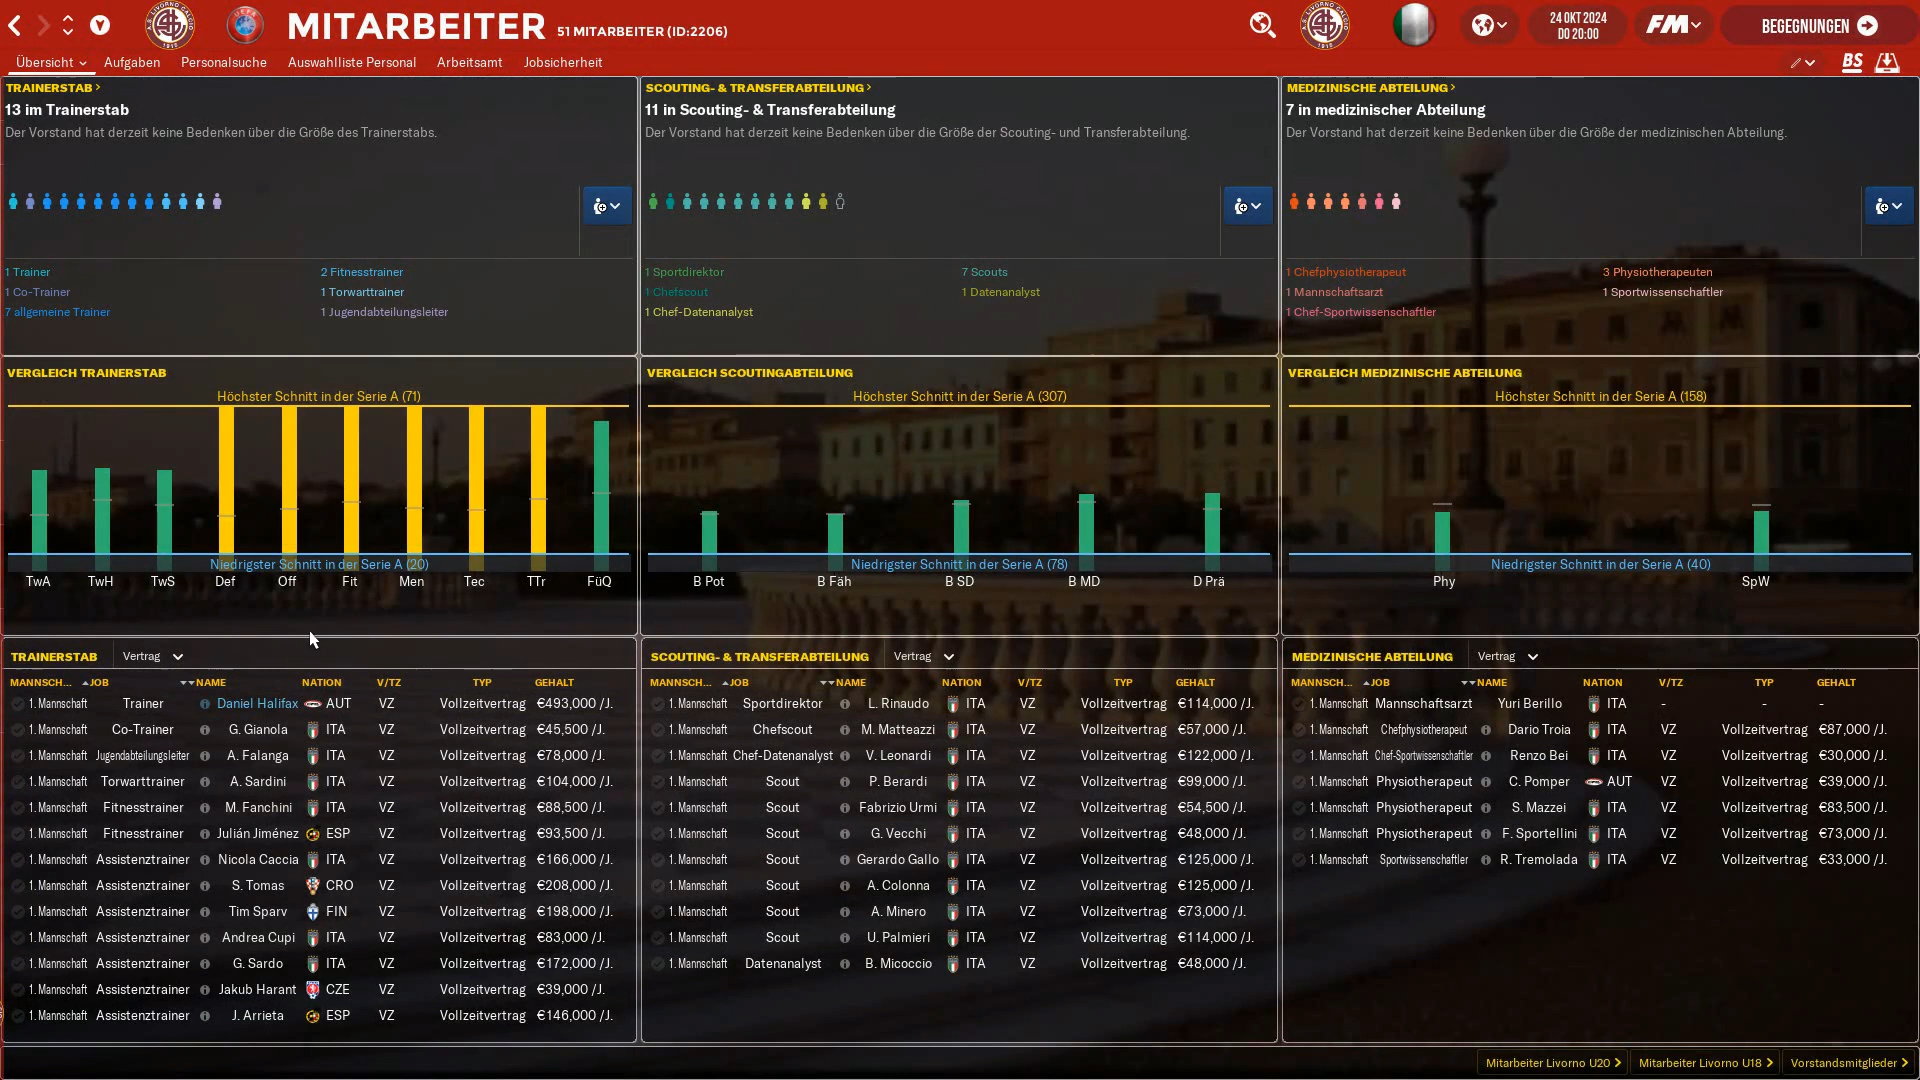 MITARBEITER 51 MITARBEITER (ID:2206)
24 OKT 2024
DO 20:00
FM
BEGEGNUNGEN
Übersicht Aufgaben Personalsuche Auswahlliste Personal Arbeitsamt Jobsicherheit
BS
TRAINERSTAB
13 im Trainerstab
Der Vorstand hat derzeit keine Bedenken über die Größe des Trainerstabs.
1 Trainer 2 Fitnesstrainer
1 Co-Trainer 1 Torwarttrainer
7 allgemeine Trainer 1 Jugendabteilungsleiter
SCOUTING- & TRANSFERABTEILUNG
11 in Scouting- & Transferabteilung
Der Vorstand hat derzeit keine Bedenken über die Größe der Scouting- und Transferabteilung.
1 Sportdirektor 7 Scouts
1 Chefscout 1 Datenanalyst
1 Chef-Datenanalyst
MEDIZINISCHE ABTEILUNG
7 in medizinischer Abteilung
Der Vorstand hat derzeit keine Bedenken über die Größe der medizinischen Abteilung.
1 Chefphysiotherapeut 3 Physiotherapeuten
1 Mannschaftsarzt 1 Sportwissenschaftler
1 Chef-Sportwissenschaftler
VERGLEICH TRAINERSTAB
Höchster Schnitt in der Serie A (71)
Niedrigster Schnitt in der Serie A (20)
TwA TwH TwS Def Off Fit Men Tec TTr FüQ
VERGLEICH SCOUTINGABTEILUNG
Höchster Schnitt in der Serie A (307)
Niedrigster Schnitt in der Serie A (78)
B Pot B Fäh B SD B MD D Prä
VERGLEICH MEDIZINISCHE ABTEILUNG
Höchster Schnitt in der Serie A (158)
Niedrigster Schnitt in der Serie A (40)
Phy SpW
TRAINERSTAB Vertrag
MANNSCH... JOB NAME NATION V/TZ TYP GEHALT
1. Mannschaft Trainer Daniel Halifax AUT VZ Vollzeitvertrag €493,000 /J.
1. Mannschaft Co-Trainer G. Gianola ITA VZ Vollzeitvertrag €45,500 /J.
1. Mannschaft Jugendabteilungsleiter A. Falanga ITA VZ Vollzeitvertrag €78,000 /J.
1. Mannschaft Torwarttrainer A. Sardini ITA VZ Vollzeitvertrag €104,000 /J.
1. Mannschaft Fitnesstrainer M. Fanchini ITA VZ Vollzeitvertrag €88,500 /J.
1. Mannschaft Fitnesstrainer Julián Jiménez ESP VZ Vollzeitvertrag €93,500 /J.
1. Mannschaft Assistenztrainer Nicola Caccia ITA VZ Vollzeitvertrag €166,000 /J.
1. Mannschaft Assistenztrainer S. Tomas CRO VZ Vollzeitvertrag €208,000 /J.
1. Mannschaft Assistenztrainer Tim Sparv FIN VZ Vollzeitvertrag €198,000 /J.
1. Mannschaft Assistenztrainer Andrea Cupi ITA VZ Vollzeitvertrag €83,000 /J.
1. Mannschaft Assistenztrainer G. Sardo ITA VZ Vollzeitvertrag €172,000 /J.
1. Mannschaft Assistenztrainer Jakub Harant CZE VZ Vollzeitvertrag €39,000 /J.
1. Mannschaft Assistenztrainer J. Arrieta ESP VZ Vollzeitvertrag €146,000 /J.
SCOUTING- & TRANSFERABTEILUNG Vertrag
MANNSCH... JOB NAME NATION V/TZ TYP GEHALT
1. Mannschaft Sportdirektor L. Rinaudo ITA VZ Vollzeitvertrag €114,000 /J.
1. Mannschaft Chefscout M. Matteazzi ITA VZ Vollzeitvertrag €57,000 /J.
1. Mannschaft Chef-Datenanalyst V. Leonardi ITA VZ Vollzeitvertrag €122,000 /J.
1. Mannschaft Scout P. Berardi ITA VZ Vollzeitvertrag €99,000 /J.
1. Mannschaft Scout Fabrizio Urmi ITA VZ Vollzeitvertrag €54,500 /J.
1. Mannschaft Scout G. Vecchi ITA VZ Vollzeitvertrag €48,000 /J.
1. Mannschaft Scout Gerardo Gallo ITA VZ Vollzeitvertrag €125,000 /J.
1. Mannschaft Scout A. Colonna ITA VZ Vollzeitvertrag €125,000 /J.
1. Mannschaft Scout A. Minero ITA VZ Vollzeitvertrag €73,000 /J.
1. Mannschaft Scout U. Palmieri ITA VZ Vollzeitvertrag €114,000 /J.
1. Mannschaft Datenanalyst B. Micoccio ITA VZ Vollzeitvertrag €48,000 /J.
MEDIZINISCHE ABTEILUNG Vertrag
MANNSCH... JOB NAME NATION V/TZ TYP GEHALT
1. Mannschaft Mannschaftsarzt Yuri Berillo ITA - - -
1. Mannschaft Chefphysiotherapeut Dario Troia ITA VZ Vollzeitvertrag €87,000 /J.
1. Mannschaft Chef-Sportwissenschaftler Renzo Bei ITA VZ Vollzeitvertrag €30,000 /J.
1. Mannschaft Physiotherapeut C. Pomper AUT VZ Vollzeitvertrag €39,000 /J.
1. Mannschaft Physiotherapeut S. Mazzei ITA VZ Vollzeitvertrag €83,500 /J.
1. Mannschaft Physiotherapeut F. Sportellini ITA VZ Vollzeitvertrag €73,000 /J.
1. Mannschaft Sportwissenschaftler R. Tremolada ITA VZ Vollzeitvertrag €33,000 /J.
Mitarbeiter Livorno U20 Mitarbeiter Livorno U18 Vorstandsmitglieder